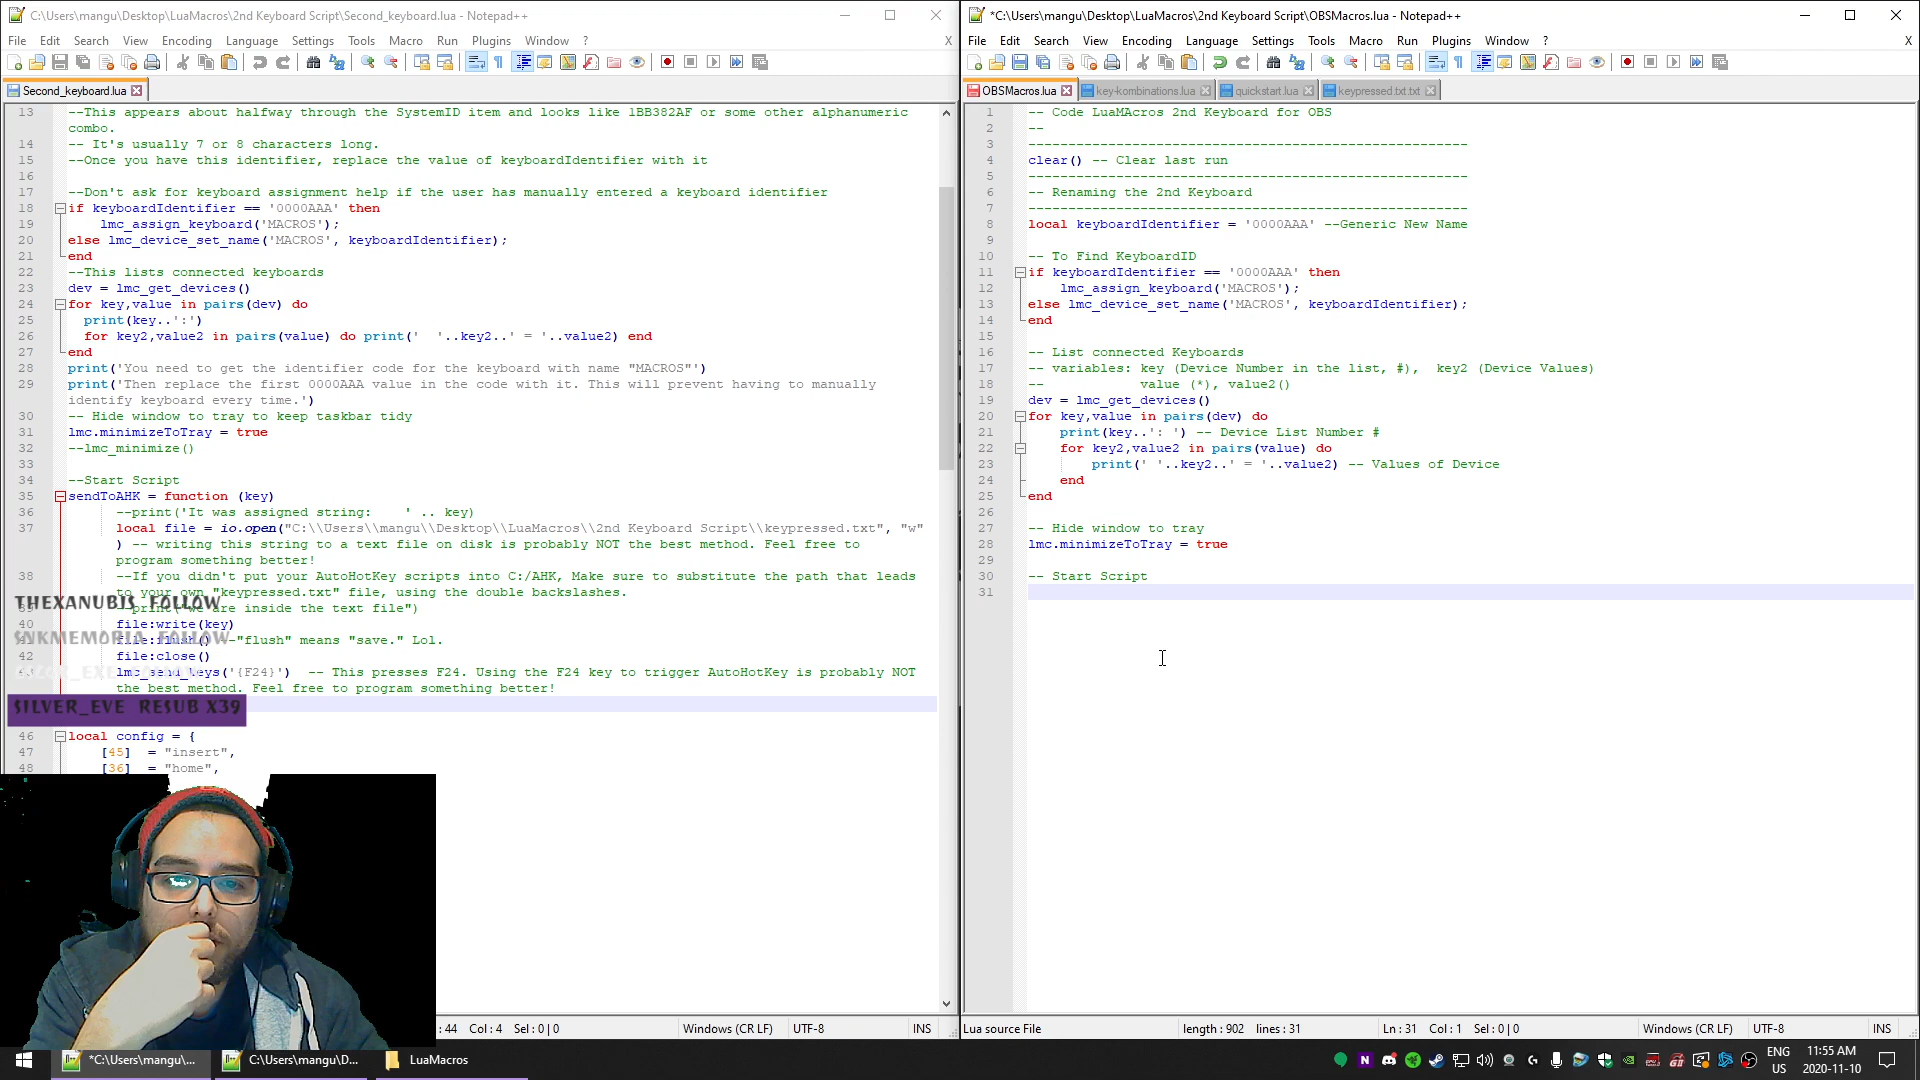 C:\Users\mangu\Desktop\LuaMacros\2nd Keyboard Script\Second_keyboard.lua - Notepad++
File Edit Search View Encoding Language Settings Tools Macro Run Plugins Window ? X
Second_keyboard.lua
13 --This appears about halfway through the SystemID item and looks like 1BB382AF or some other alphanumeric
combo.
14 -- It's usually 7 or 8 characters long.
15 --Once you have this identifier, replace the value of keyboardIdentifier with it
16
17 --Don't ask for keyboard assignment help if the user has manually entered a keyboard identifier
18 if keyboardIdentifier == '0000AAA' then
19 lmc_assign_keyboard('MACROS');
20 else lmc_device_set_name('MACROS', keyboardIdentifier);
21 end
22 --This lists connected keyboards
23 dev = lmc_get_devices()
24 for key,value in pairs(dev) do
25 print(key..':')
26 for key2,value2 in pairs(value) do print('  '..key2..' = '..value2) end
27 end
28 print('You need to get the identifier code for the keyboard with name "MACROS"')
29 print('Then replace the first 0000AAA value in the code with it. This will prevent having to manually
identify keyboard every time.')
30 -- Hide window to tray to keep taskbar tidy
31 lmc.minimizeToTray = true
32 --lmc_minimize()
33
34 --Start Script
35 sendToAHK = function (key)
36 --print('It was assigned string:    ' .. key)
37 local file = io.open("C:\\Users\\mangu\\Desktop\\LuaMacros\\2nd Keyboard Script\\keypressed.txt", "w"
) -- writing this string to a text file on disk is probably NOT the best method. Feel free to
program something better!
38 --If you didn't put your AutoHotKey scripts into C:/AHK, Make sure to substitute the path that leads
to your own "keypressed.txt" file, using the double backslashes.
--print("we are inside the text file")
THEXANUBIS FOLLOW
40 file:write(key)
SNKMEMORIA FOLLOW
file:flush() --"flush" means "save." Lol.
42 file:close()
lmc_send_keys('{F24}') -- This presses F24. Using the F24 key to trigger AutoHotKey is probably NOT
the best method. Feel free to program something better!
SILVER_EVE RESUB X39
46 local config = {
47 [45] = "insert",
48 [36] = "home",
: 44 Col : 4 Sel : 0 | 0 Windows (CR LF) UTF-8 INS
*C:\Users\mangu\Desktop\LuaMacros\2nd Keyboard Script\OBSMacros.lua - Notepad++
File Edit Search View Encoding Language Settings Tools Macro Run Plugins Window ? X
OBSMacros.lua key-kombinations.lua quickstart.lua keypressed.txt.txt
1 -- Code LuaMAcros 2nd Keyboard for OBS
2 --
3 -------------------------------------------------------
4 clear() -- Clear last run
5 -------------------------------------------------------
6 -- Renaming the 2nd Keyboard
7 -------------------------------------------------------
8 local keyboardIdentifier = '0000AAA' --Generic New Name
9
10 -- To Find KeyboardID
11 if keyboardIdentifier == '0000AAA' then
12 lmc_assign_keyboard('MACROS');
13 else lmc_device_set_name('MACROS', keyboardIdentifier);
14 end
15
16 -- List connected Keyboards
17 -- variables: key (Device Number in the list, #),  key2 (Device Values)
18 -- value (*), value2()
19 dev = lmc_get_devices()
20 for key,value in pairs(dev) do
21 print(key..': ') -- Device List Number #
22 for key2,value2 in pairs(value) do
23 print(' '..key2..' = '..value2) -- Values of Device
24 end
25 end
26
27 -- Hide window to tray
28 lmc.minimizeToTray = true
29
30 -- Start Script
31
Lua source File length : 902 lines : 31 Ln : 31 Col : 1 Sel : 0 | 0 Windows (CR LF) UTF-8 INS
*C:\Users\mangu\... C:\Users\mangu\D... LuaMacros
ENG
US
11:55 AM
2020-11-10